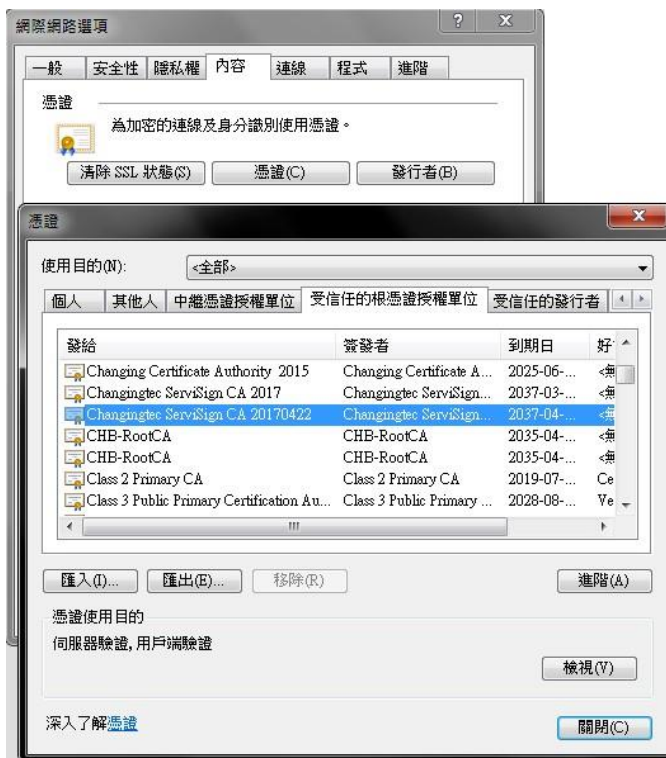 網際網路選項
一般 安全性 隱私權 內容 連線 程式 進階
憑證
為加密的連線及身分識別使用憑證。
清除 SSL 狀態(S) 憑證(C) 發行者(B)
憑證
使用目的(N): <全部>
個人 其他人 中繼憑證授權單位 受信任的根憑證授權單位 受信任的發行者
發給 簽發者 到期日 好
Changing Certificate Authority 2015 Changing Certificate A... 2025-06-... <無
Changingtec ServiSign CA 2017 Changingtec ServiSign... 2037-03-... <無
Changingtec ServiSign CA 20170422 Changingtec ServiSign... 2037-04-... <無
CHB-RootCA CHB-RootCA 2035-04-... <無
CHB-RootCA CHB-RootCA 2035-04-... <無
Class 2 Primary CA Class 2 Primary CA 2019-07-... Ce
Class 3 Public Primary Certification Au... Class 3 Public Primary ... 2028-08-... Ve
匯入(I)... 匯出(E)... 移除(R) 進階(A)
憑證使用目的
伺服器驗證, 用戶端驗證
檢視(V)
深入了解憑證
關閉(C)